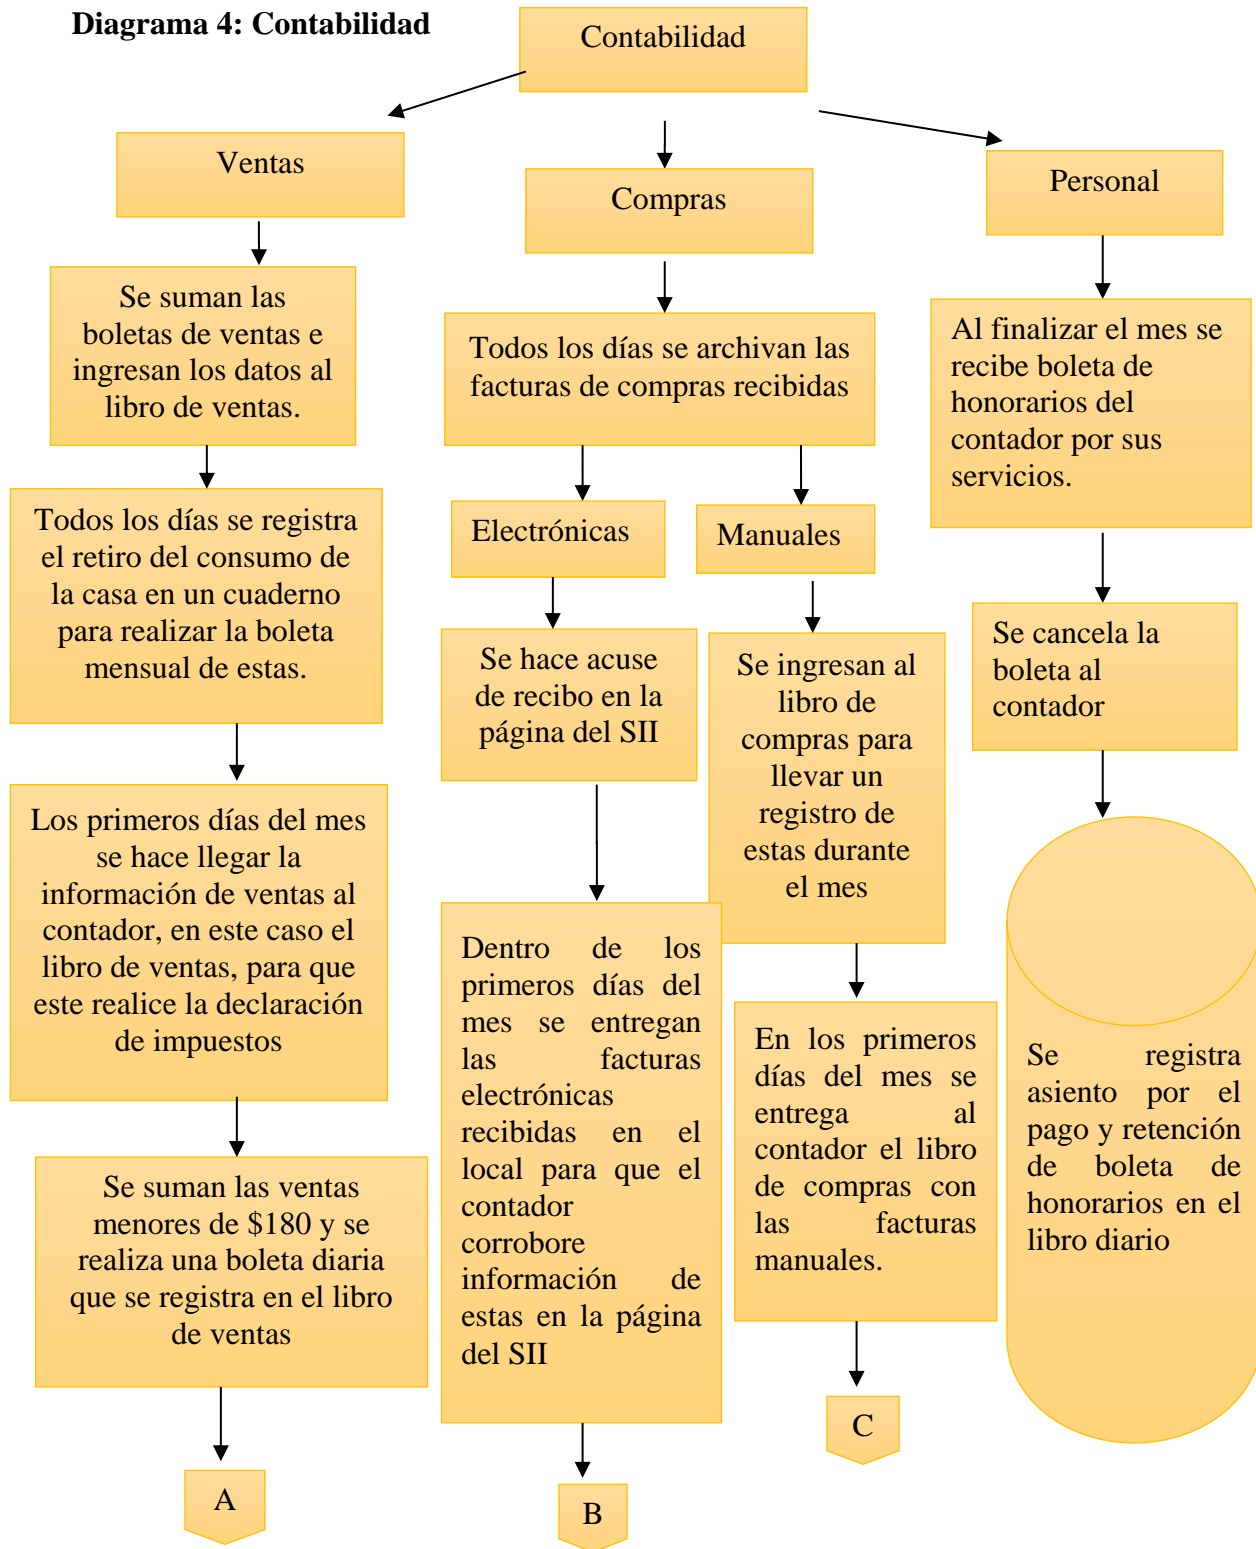 Diagrama 4: Contabilidad
Contabilidad
Ventas
Se suman las
boletas de ventas e
ingresan los datos al
libro de ventas.
Todos los días se registra
el retiro del consumo de
la casa en un cuaderno
para realizar la boleta
mensual de estas.
Los primeros días del mes
se hace llegar la
información de ventas al
contador, en este caso el
libro de ventas, para que
este realice la declaración
de impuestos
Se suman las ventas
menores de $180 y se
realiza una boleta diaria
que se registra en el libro
de ventas
A
Compras
Todos los días se archivan las
facturas de compras recibidas
Electrónicas
Se hace acuse
de recibo en la
página del SII
Dentro de los
primeros días del
mes se entregan
las facturas
electrónicas
recibidas en el
local para que el
contador
corrobore
información de
estas en la página
del SII
B
Manuales
Se ingresan al
libro de
compras para
llevar un
registro de
estas durante
el mes
En los primeros
días del mes se
entrega al
contador el libro
de compras con
las facturas
manuales.
C
Personal
Al finalizar el mes se
recibe boleta de
honorarios del
contador por sus
servicios.
Se cancela la
boleta al
contador
Se registra
asiento por el
pago y retención
de boleta de
honorarios en el
libro diario